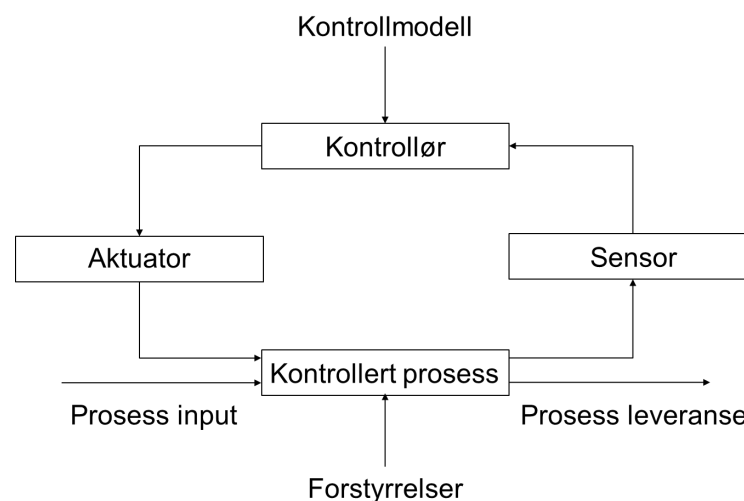 Kontrollmodell
Kontrollør
Aktuator
Sensor
Kontrollert prosess
Prosess input
Prosess leveranse
Forstyrrelser